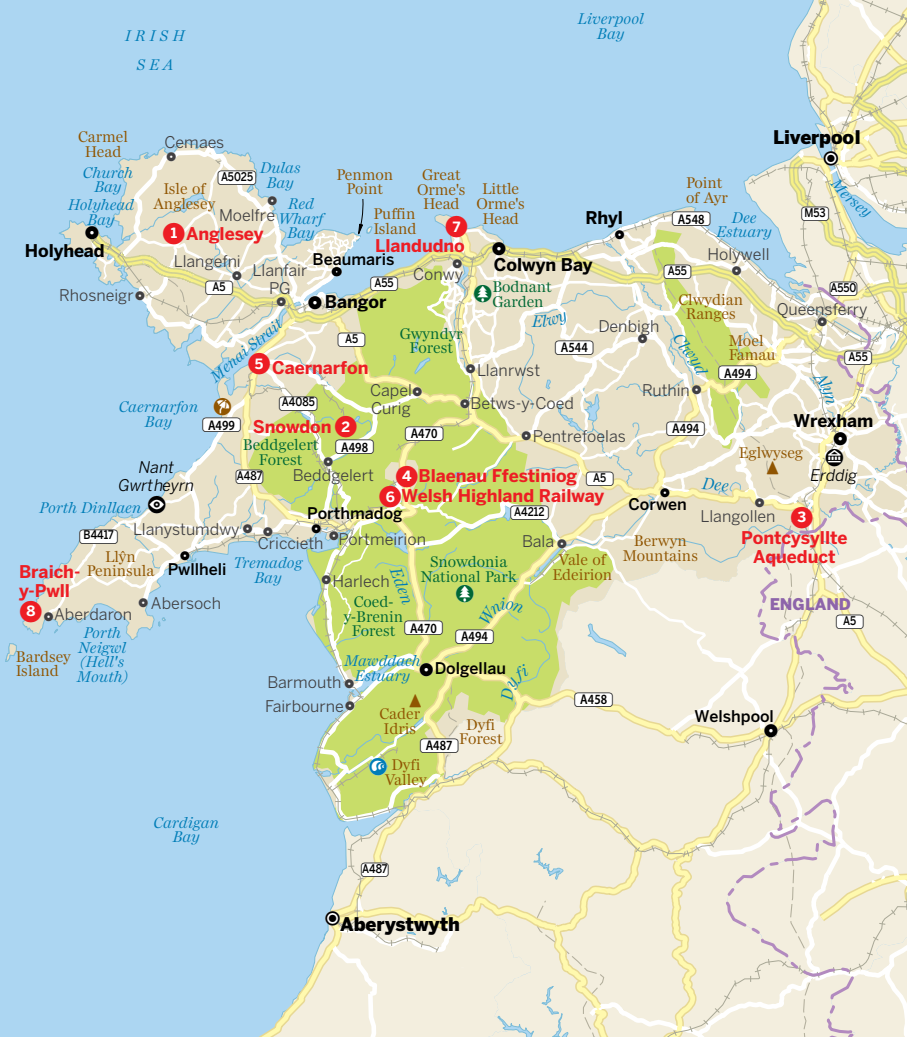 IRISH
SEA
Liverpool
Bay
Carmel
Head
Cemaes
Church
Bay
Holyhead
Bay
Isle of
Anglesey
A5025
Dulas
Bay
Moelfre
Red
Wharf
Bay
Penmon
Point
Puffin
Island
Great
Orme's
Head
Little
Orme's
Head
Liverpool
Mersey
M53
Point
of Ayr
A548
Dee
Estuary
Rhyl
7
Llandudno
1 Anglesey
Holyhead
Llangefni
Llanfair
PG
Beaumaris
Colwyn Bay
Conwy
Holywell
A55
A55
A550
Rhosneigr
A5
Bangor
Bodnant
Garden
Clwydian
Ranges
Queensferry
Menai Strait
A5
Gwyndyr
Forest
Elwy
Denbigh
A544
Clwyd
Moel
Famau
A55
A494
Alun
5 Caernarfon
Llanrwst
Capel
Curig
Ruthin
Caernarfon
Bay
A4085
Betws-y-Coed
A499
Snowdon 2
A470
A494
Wrexham
Pentrefoelas
Beddgelert
Forest
A498
Eglwyseg
Erddig
Nant
Gwrtheyrn
A487
Beddgelert
4 Blaenau Ffestiniog
6 Welsh Highland Railway
A5
Dee
Porth Dinllaen
Porthmadog
A4212
Corwen
Llangollen
3
Pontcysyllte
Aqueduct
B4417
Llanystumdwy
Criccieth
Portmeirion
Bala
Berwyn
Mountains
Llŷn
Peninsula
Pwllheli
Tremadog
Bay
Snowdonia
National Park
Vale of
Edeirion
Braich-
y-Pwll
8
Aberdaron
Abersoch
Harlech
Eden
Coed-
y-Brenin
Forest
Wnion
ENGLAND
A5
Porth
Neigwl
(Hell's
Mouth)
A470
A494
Bardsey
Island
Mawddach
Estuary
Dolgellau
Barmouth
Dyfi
Fairbourne
A458
Cader
Idris
Dyfi
Forest
Welshpool
A487
Dyfi
Valley
Cardigan
Bay
A487
Aberystwyth